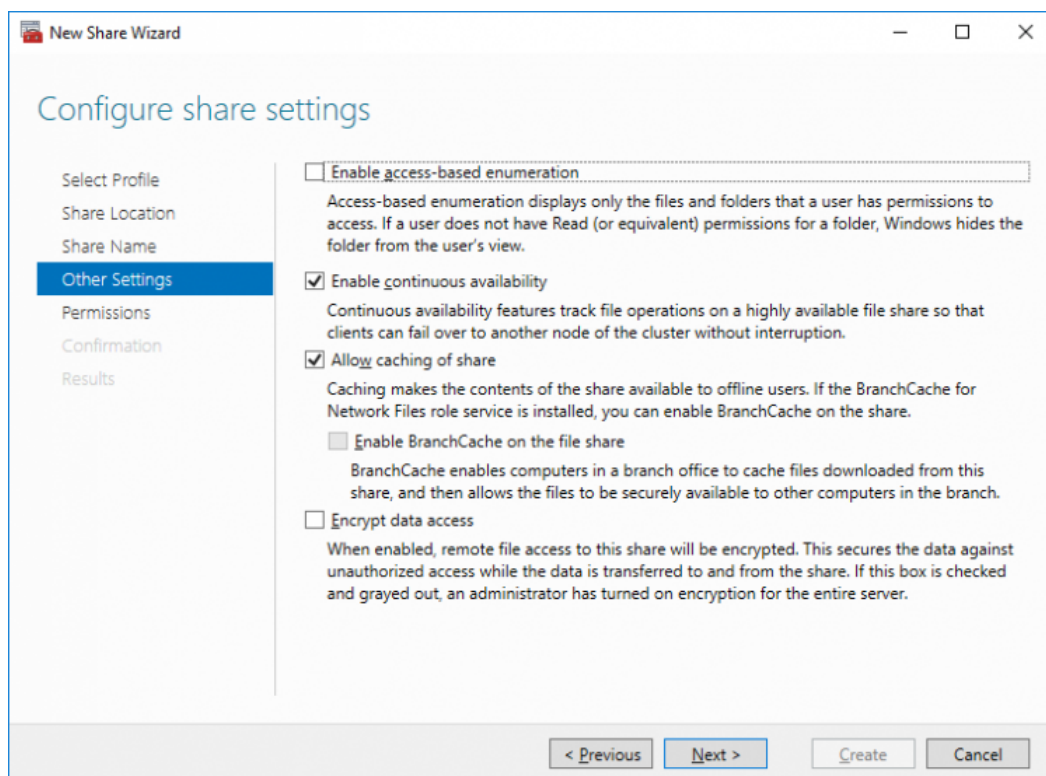 New Share Wizard
Configure share settings
Select Profile
Share Location
Share Name
Other Settings
Permissions
Confirmation
Results
Enable access-based enumeration
Access-based enumeration displays only the files and folders that a user has permissions to
access. If a user does not have Read (or equivalent) permissions for a folder, Windows hides the
folder from the user's view.
Enable continuous availability
Continuous availability features track file operations on a highly available file share so that
clients can fail over to another node of the cluster without interruption.
Allow caching of share
Caching makes the contents of the share available to offline users. If the BranchCache for
Network Files role service is installed, you can enable BranchCache on the share.
Enable BranchCache on the file share
BranchCache enables computers in a branch office to cache files downloaded from this
share, and then allows the files to be securely available to other computers in the branch.
Encrypt data access
When enabled, remote file access to this share will be encrypted. This secures the data against
unauthorized access while the data is transferred to and from the share. If this box is checked
and grayed out, an administrator has turned on encryption for the entire server.
< Previous
Next >
Create
Cancel